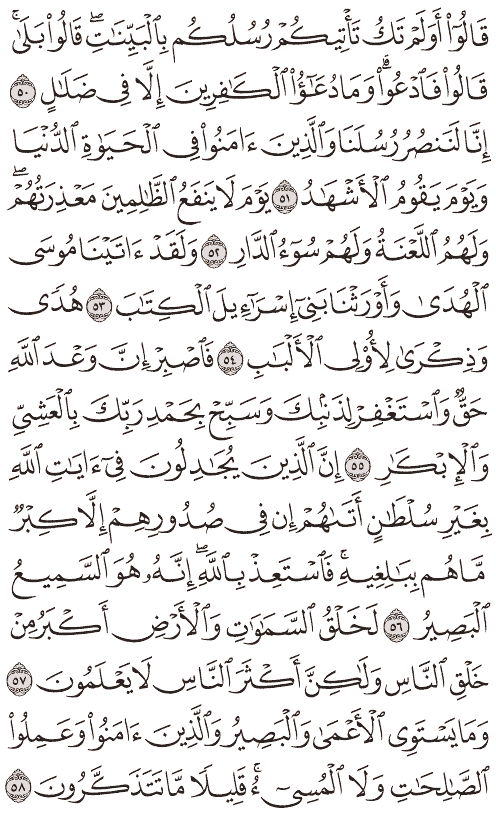 قَالُوٓا۟ أَوَلَمْ تَكُ تَأْتِيكُمْ رُسُلُكُم بِٱلْبَيِّنَٰتِ ۖ قَالُوا۟ بَلَىٰ ۚ
قَالُوا۟ فَٱدْعُوا۟ ۗ وَمَا دُعَٰٓؤُا۟ ٱلْكَٰفِرِينَ إِلَّا فِى ضَلَٰلٍ ٥٠
إِنَّا لَنَنصُرُ رُسُلَنَا وَٱلَّذِينَ ءَامَنُوا۟ فِى ٱلْحَيَوٰةِ ٱلدُّنْيَا
وَيَوْمَ يَقُومُ ٱلْأَشْهَٰدُ ٥١ يَوْمَ لَا يَنفَعُ ٱلظَّٰلِمِينَ مَعْذِرَتُهُمْ ۖ
وَلَهُمُ ٱللَّعْنَةُ وَلَهُمْ سُوٓءُ ٱلدَّارِ ٥٢ وَلَقَدْ ءَاتَيْنَا مُوسَى
ٱلْهُدَىٰ وَأَوْرَثْنَا بَنِىٓ إِسْرَٰٓءِيلَ ٱلْكِتَٰبَ ٥٣ هُدًى
وَذِكْرَىٰ لِأُو۟لِى ٱلْأَلْبَٰبِ ٥٤ فَٱصْبِرْ إِنَّ وَعْدَ ٱللَّهِ
حَقٌّ وَٱسْتَغْفِرْ لِذَنۢبِكَ وَسَبِّحْ بِحَمْدِ رَبِّكَ بِٱلْعَشِىِّ
وَٱلْإِبْكَٰرِ ٥٥ إِنَّ ٱلَّذِينَ يُجَٰدِلُونَ فِىٓ ءَايَٰتِ ٱللَّهِ
بِغَيْرِ سُلْطَٰنٍ أَتَىٰهُمْ ۙ إِن فِى صُدُورِهِمْ إِلَّا كِبْرٌ
مَّا هُم بِبَٰلِغِيهِ ۚ فَٱسْتَعِذْ بِٱللَّهِ ۖ إِنَّهُۥ هُوَ ٱلسَّمِيعُ
ٱلْبَصِيرُ ٥٦ لَخَلْقُ ٱلسَّمَٰوَٰتِ وَٱلْأَرْضِ أَكْبَرُ مِنْ
خَلْقِ ٱلنَّاسِ وَلَٰكِنَّ أَكْثَرَ ٱلنَّاسِ لَا يَعْلَمُونَ ٥٧
وَمَا يَسْتَوِى ٱلْأَعْمَىٰ وَٱلْبَصِيرُ وَٱلَّذِينَ ءَامَنُوا۟ وَعَمِلُوا۟
ٱلصَّٰلِحَٰتِ وَلَا ٱلْمُسِىٓءُ ۚ قَلِيلًا مَّا تَتَذَكَّرُونَ ٥٨